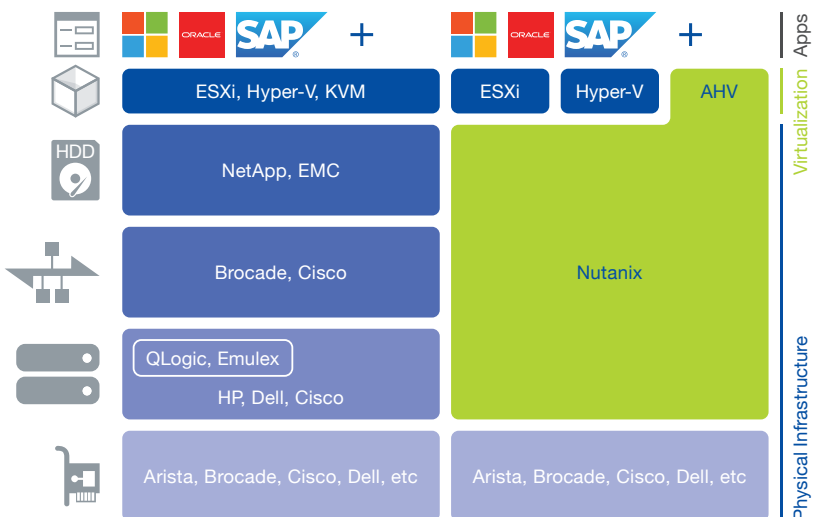 ORACLE SAP ® +
ORACLE SAP ® +
Apps
ESXi, Hyper-V, KVM
ESXi
Hyper-V
AHV
Virtualization
HDD
NetApp, EMC
Brocade, Cisco
Nutanix
QLogic, Emulex
HP, Dell, Cisco
Physical Infrastructure
Arista, Brocade, Cisco, Dell, etc
Arista, Brocade, Cisco, Dell, etc